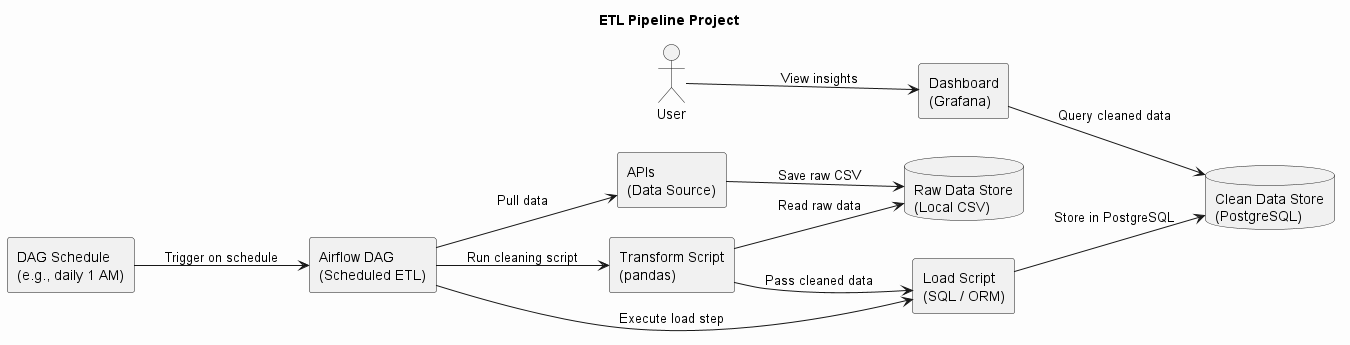 ETL Pipeline Project
User
View insights
Dashboard
(Grafana)
Query cleaned data
APIs
(Data Source)
Save raw CSV
Raw Data Store
(Local CSV)
Clean Data Store
(PostgreSQL)
Pull data
Read raw data
Store in PostgreSQL
DAG Schedule
(e.g., daily 1 AM)
Trigger on schedule
Airflow DAG
(Scheduled ETL)
Run cleaning script
Transform Script
(pandas)
Pass cleaned data
Load Script
(SQL / ORM)
Execute load step